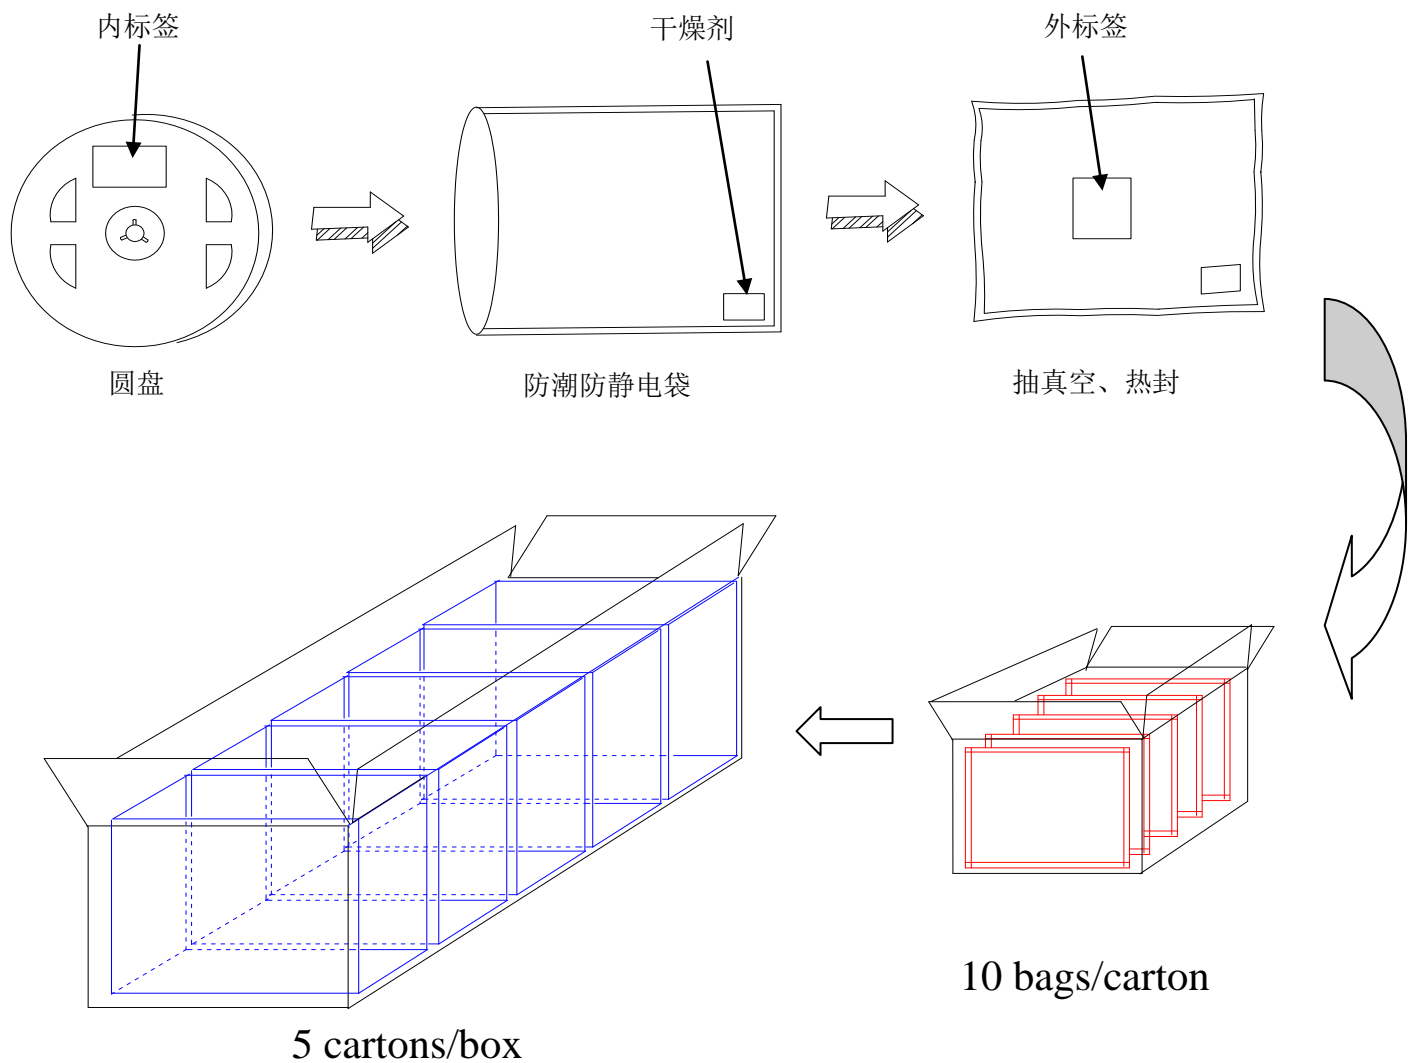 内标签
干燥剂
外标签
圆盘
防潮防静电袋
抽真空、热封
10 bags/carton
5 cartons/box